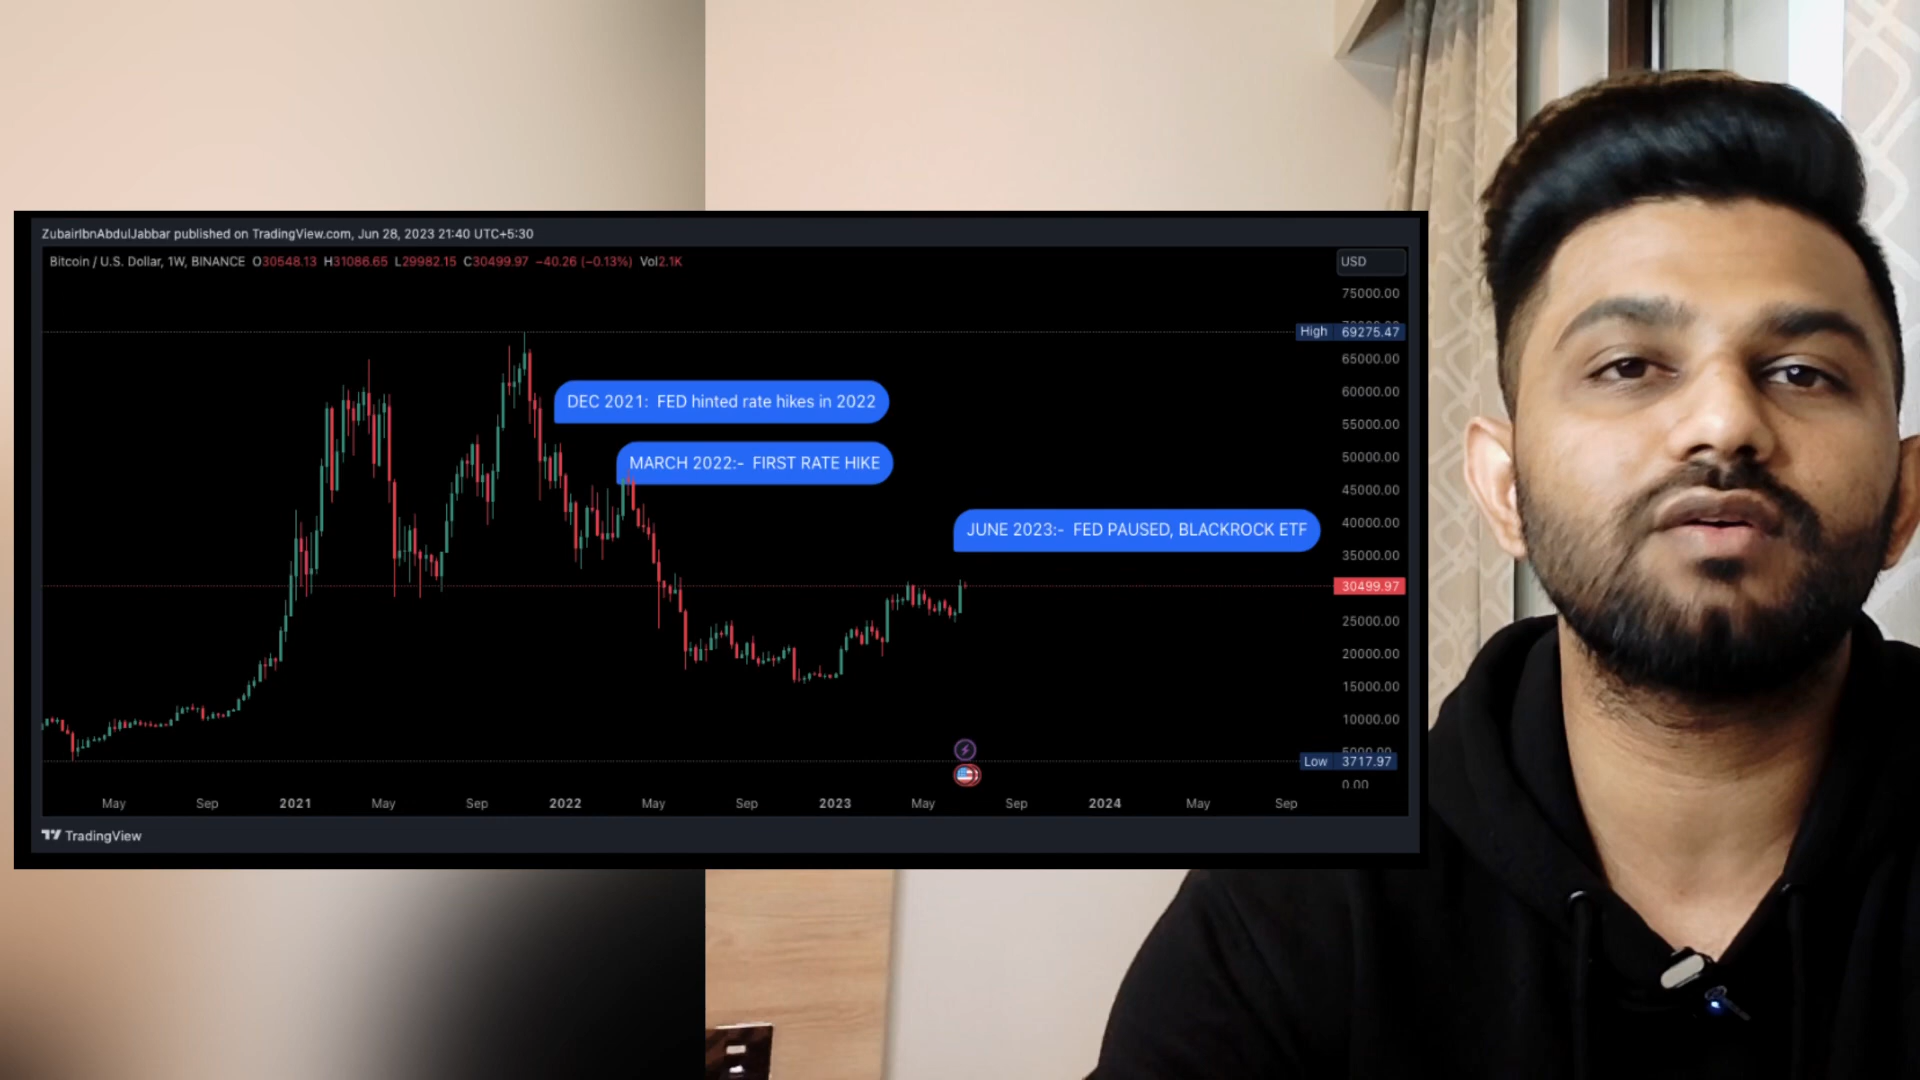 ZubairIbnAbdulJabbar published on TradingView.com, Jun 28, 2023 21:40 UTC+5:30
Bitcoin / U.S. Dollar, 1W, BINANCE O30548.13 H31086.65 L29982.15 C30499.97 −40.26 (−0.13%) Vol2.1K
USD
75000.00
High 69275.47
65000.00
60000.00
DEC 2021: FED hinted rate hikes in 2022
55000.00
50000.00
MARCH 2022:- FIRST RATE HIKE
45000.00
40000.00
JUNE 2023:- FED PAUSED, BLACKROCK ETF
35000.00
30499.97
25000.00
20000.00
15000.00
10000.00
5000.00
Low 3717.97
0.00
May Sep 2021 May Sep 2022 May Sep 2023 May Sep 2024 May Sep
TradingView